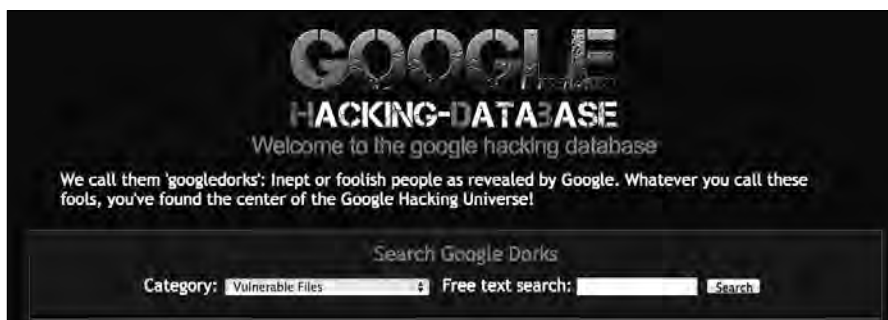 GOOGLE
HACKING-DATABASE
Welcome to the google hacking database
We call them 'googledorks': Inept or foolish people as revealed by Google. Whatever you call these
fools, you've found the center of the Google Hacking Universe!
Search Google Dorks
Category: Vulnerable Files Free text search: Search